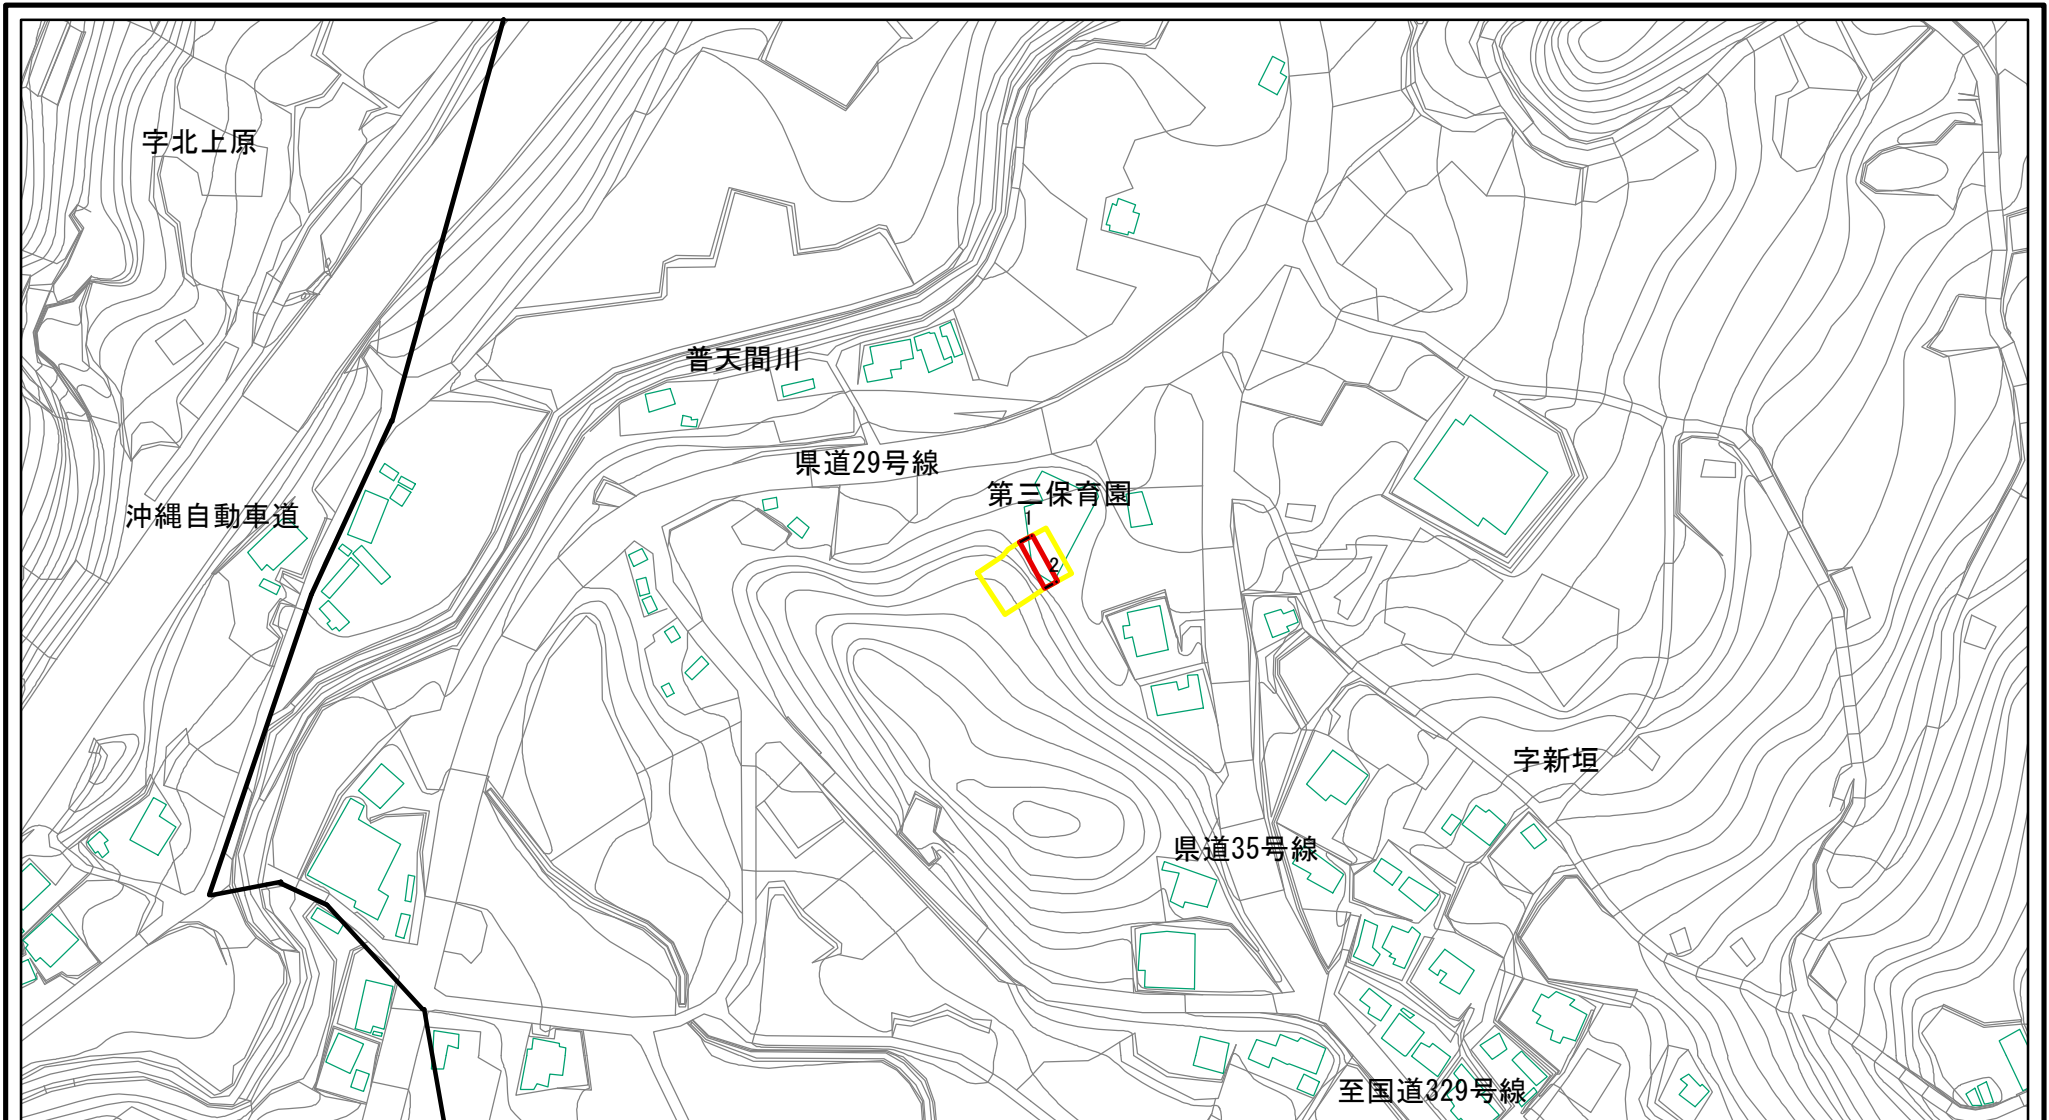 字北上原
普天間川
県道29号線
第三保育園
沖縄自動車道
1
2
字新垣
県道35号線
至国道329号線